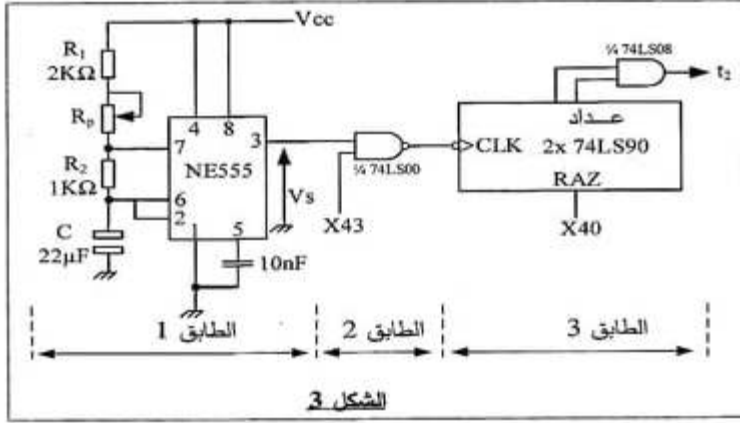 Vcc
R1
2KΩ
Rp
R2
1KΩ
C
22μF
4
8
7
3
NE555
6
2
1
5
10nF
Vs
¼ 74LS00
X43
¼ 74LS08
t2
عـداد
CLK 2x 74LS90
RAZ
X40
الطابق 1
الطابق 2
الطابق 3
الشكل 3